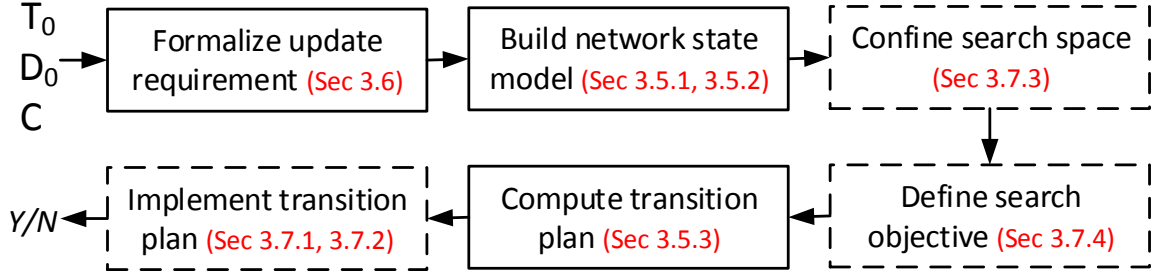 T0
D0
C
Formalize update
requirement (Sec 3.6)
Build network state
model (Sec 3.5.1, 3.5.2)
Confine search space
(Sec 3.7.3)
Define search
objective (Sec 3.7.4)
Compute transition
plan (Sec 3.5.3)
Implement transition
plan (Sec 3.7.1, 3.7.2)
Y/N